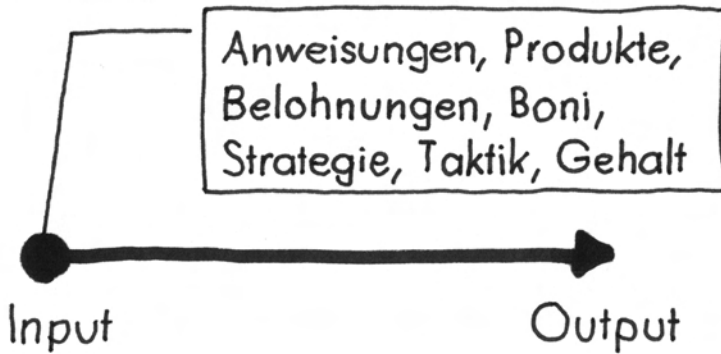 Anweisungen, Produkte,
Belohnungen, Boni,
Strategie, Taktik, Gehalt
Input
Output